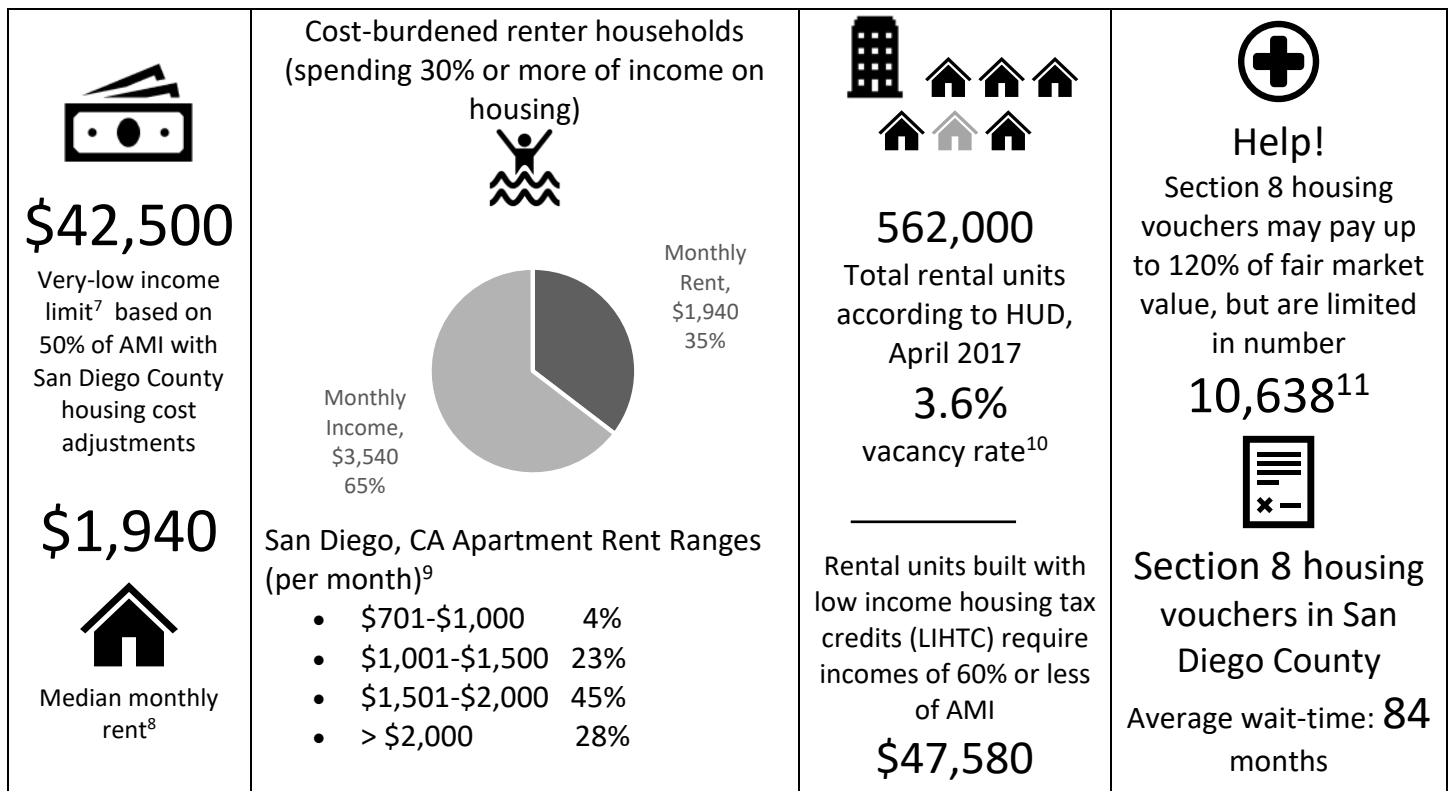 $42,500
Very-low income
limit7 based on
50% of AMI with
San Diego County
housing cost
adjustments
$1,940
Median monthly
rent8
Cost-burdened renter households
(spending 30% or more of income on
housing)
Monthly
Rent,
$1,940
35%
Monthly
Income,
$3,540
65%
San Diego, CA Apartment Rent Ranges
(per month)9
• $701-$1,000 4%
• $1,001-$1,500 23%
• $1,501-$2,000 45%
• > $2,000 28%
562,000
Total rental units
according to HUD,
April 2017
3.6%
vacancy rate10
Rental units built with
low income housing tax
credits (LIHTC) require
incomes of 60% or less
of AMI
$47,580
Help!
Section 8 housing
vouchers may pay up
to 120% of fair market
value, but are limited
in number
10,63811
Section 8 housing
vouchers in San
Diego County
Average wait-time: 84
months